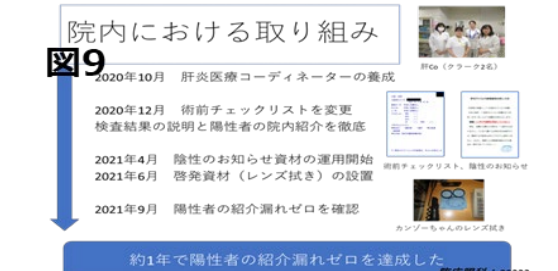 院内における取り組み
図9
2020年10月 肝炎医療コーディネーターの養成
肝Co（クラーク2名）
2020年12月 術前チェックリストを変更
検査結果の説明と陽性者の院内紹介を徹底
2021年4月 陰性のお知らせ資材の運用開始
2021年6月 啓発資材（レンズ拭き）の設置
術前チェックリスト、陰性のお知らせ
2021年9月 陽性者の紹介漏れゼロを確認
カンゾーちゃんのレンズ拭き
約1年で陽性者の紹介漏れゼロを達成した